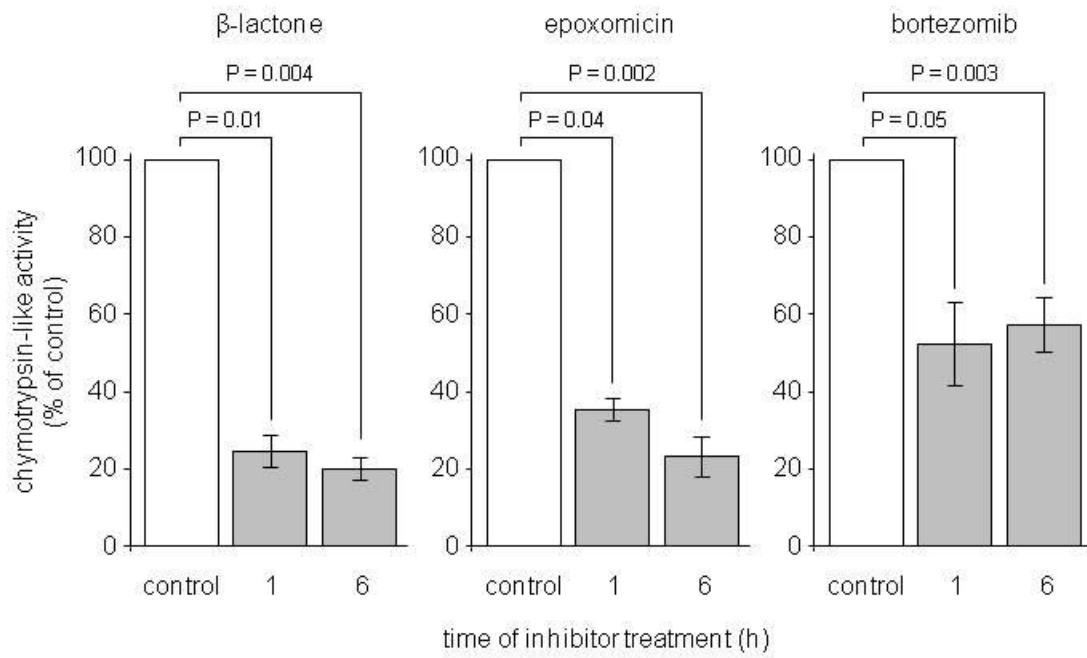 β-lactone epoxomicin bortezomib
P = 0.004 P = 0.002 P = 0.003
P = 0.01 P = 0.04 P = 0.05
100 100 100
80 80 80
60 60 60
40 40 40
20 20 20
0 0 0
chymotrypsin-like activity
(% of control)
control 1 6 control 1 6 control 1 6
time of inhibitor treatment (h)